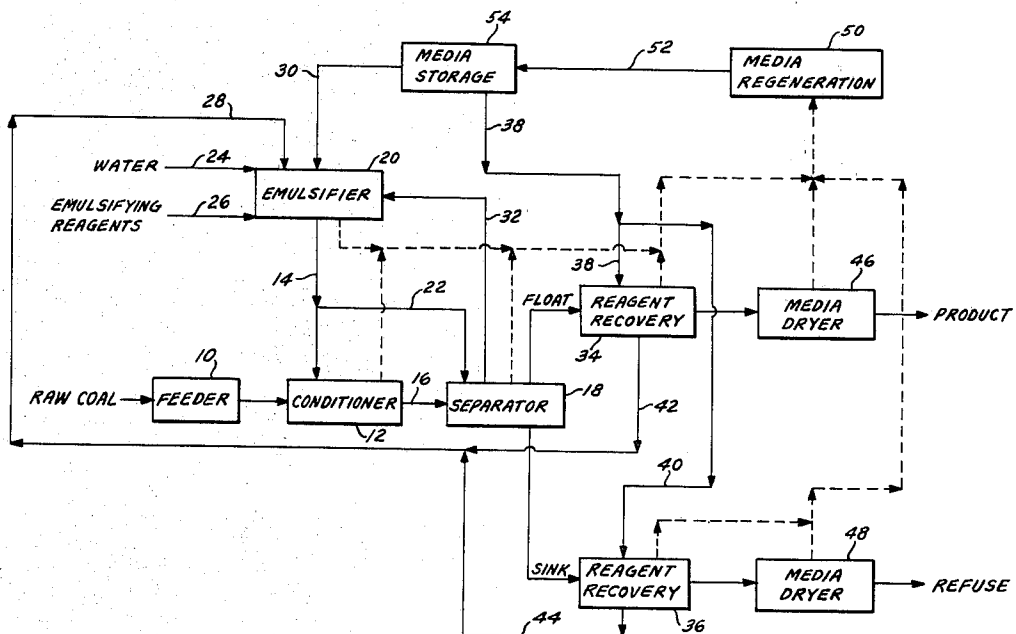 54
50
MEDIA
STORAGE
52
MEDIA
REGENERATION
30
28
38
WATER
24
20
EMULSIFIER
EMULSIFYING
REAGENTS
26
32
14
22
38
FLOAT
REAGENT
RECOVERY
34
46
MEDIA
DRYER
PRODUCT
10
RAW COAL
FEEDER
CONDITIONER
12
16
SEPARATOR
18
42
40
SINK
REAGENT
RECOVERY
36
48
MEDIA
DRYER
REFUSE
44